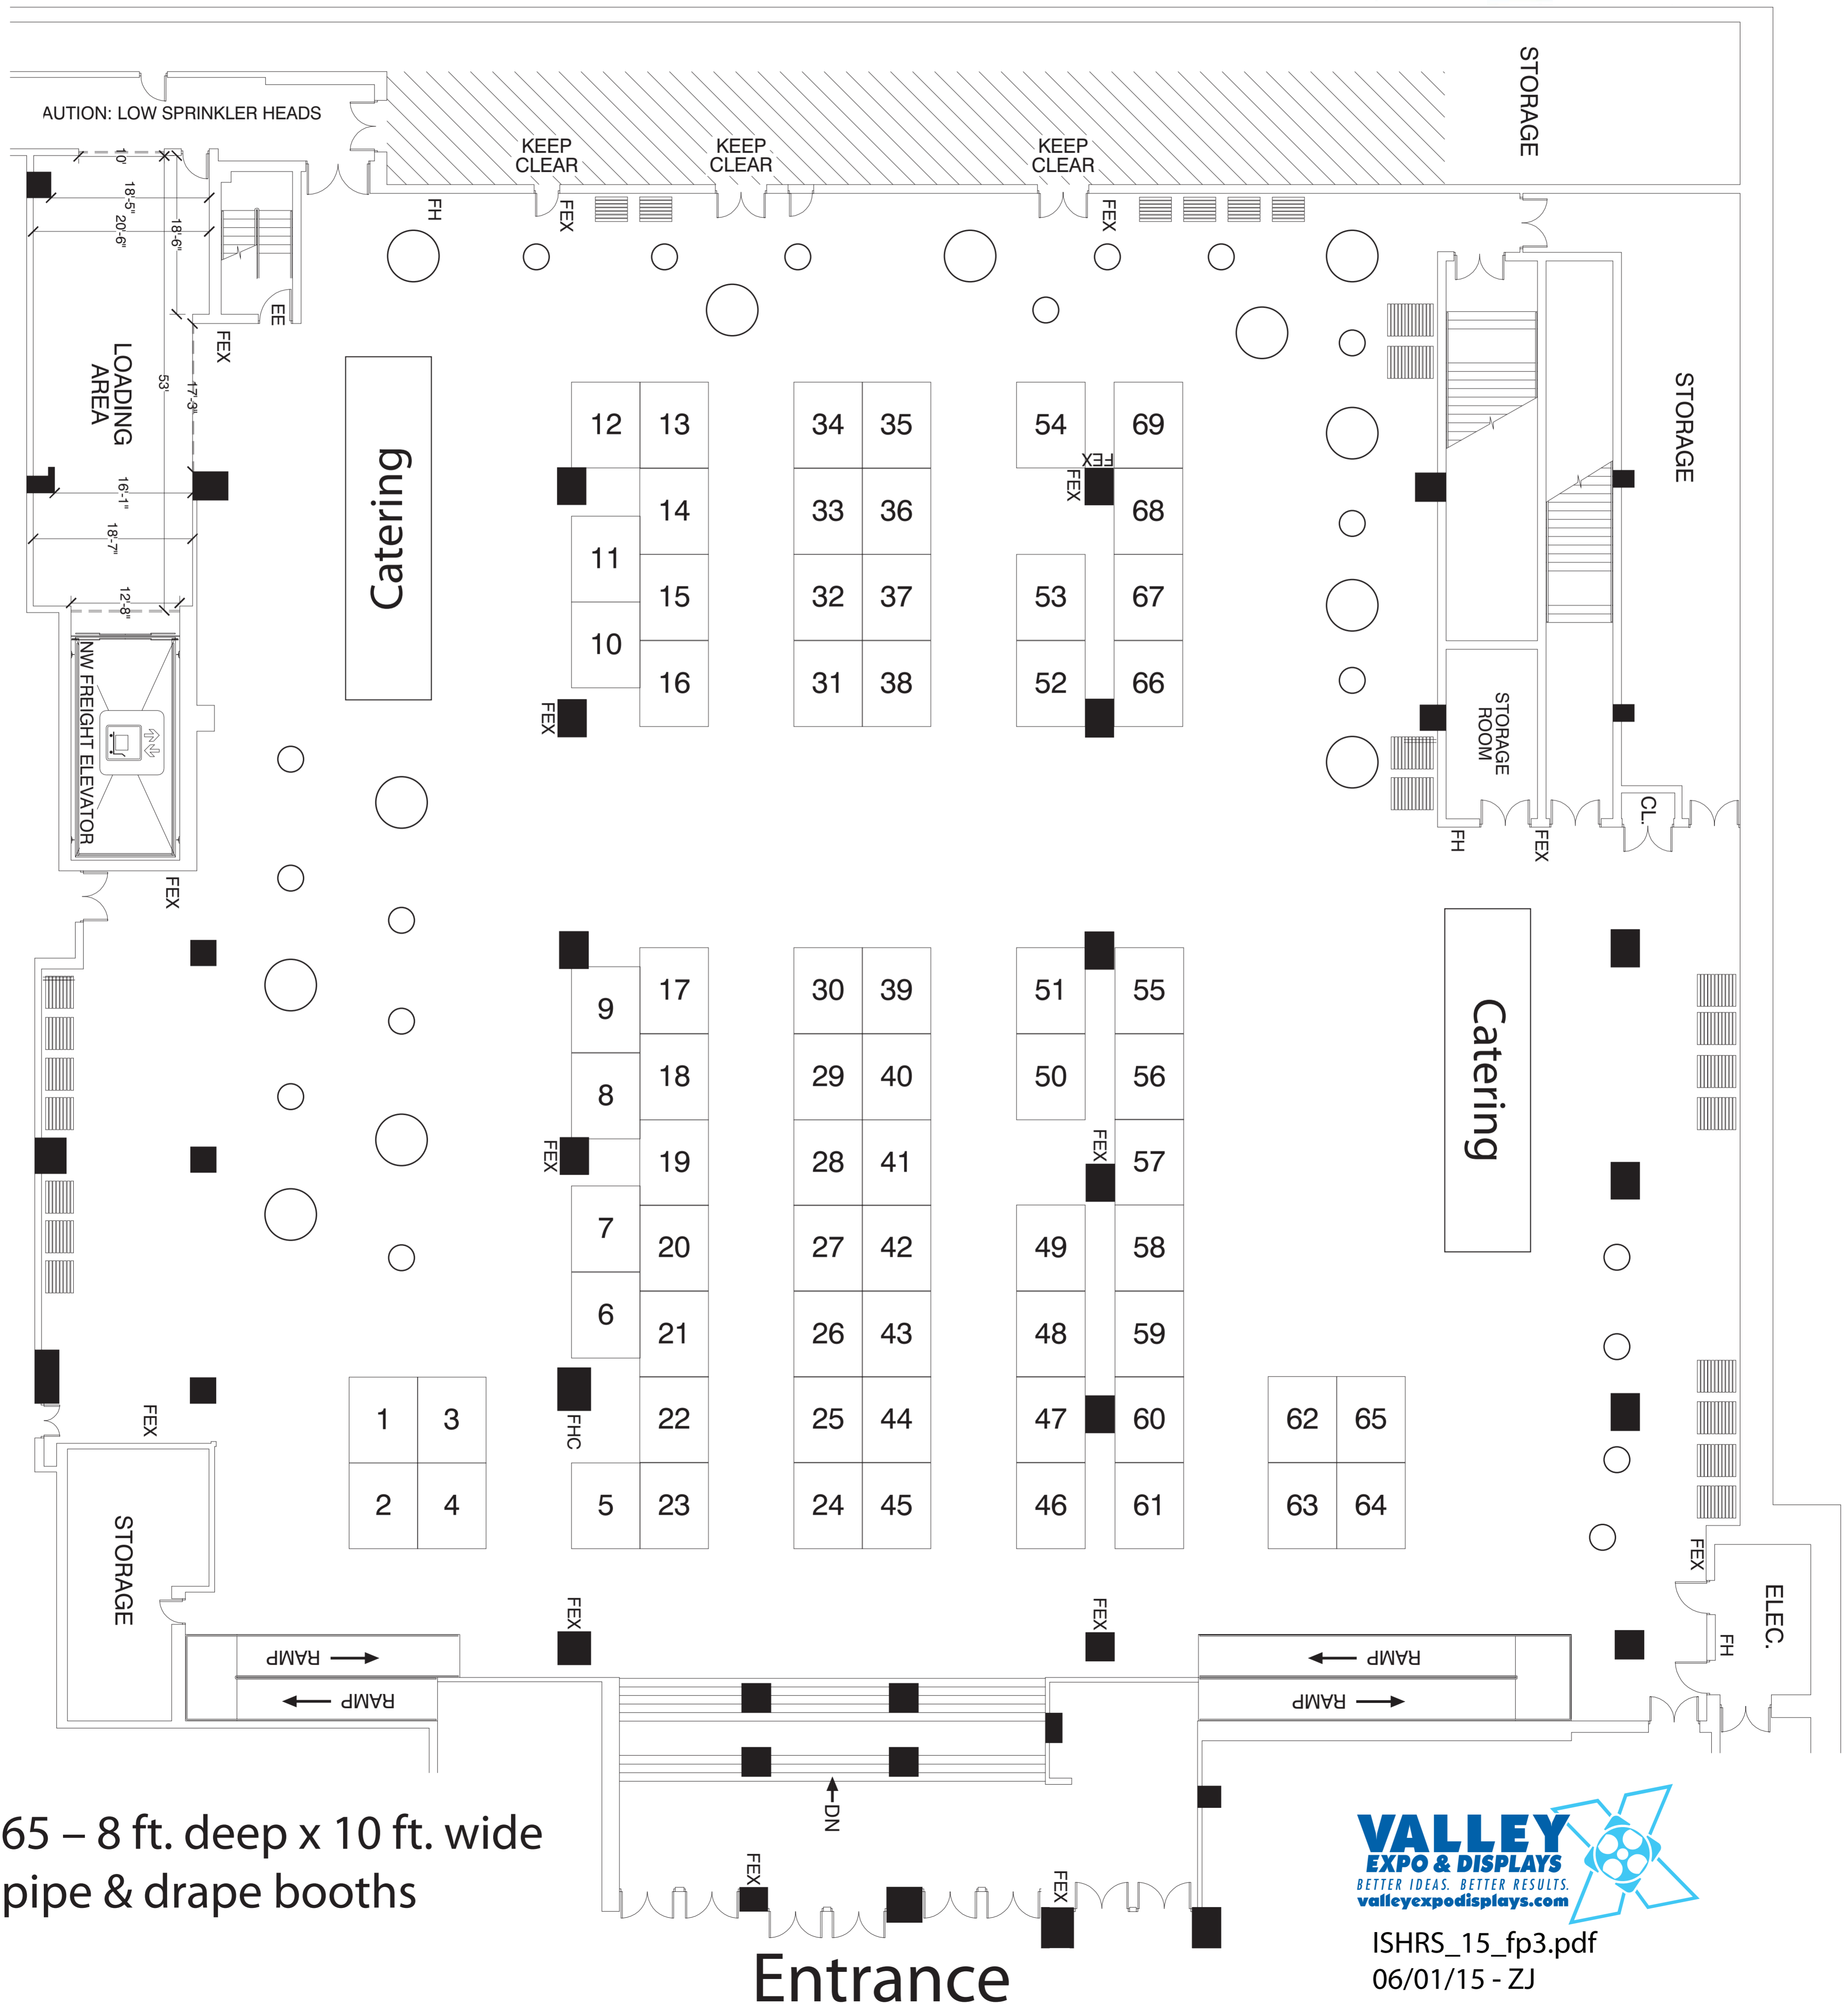 STORAGE
AUTION: LOW SPRINKLER HEADS
KEEP
CLEAR
KEEP
CLEAR
KEEP
CLEAR
10'
18'-5"
20'-6"
18'-6"
FH
FEX
FEX
EE
FEX
LOADING
AREA
53'
17'-3"
STORAGE
Catering
12
13
34
35
54
69
FEX
FEX
14
33
36
68
16'-1"
18'-7"
11
15
32
37
53
67
12'-8"
10
16
31
38
52
66
NW FREIGHT ELEVATOR
FEX
STORAGE
ROOM
CL.
FH
FEX
FEX
Catering
9
17
30
39
51
55
8
18
29
40
50
56
FEX
19
28
41
FEX
57
7
20
27
42
49
58
6
21
26
43
48
59
FEX
1
3
FHC
22
25
44
47
60
62
65
2
4
5
23
24
45
46
61
63
64
STORAGE
FEX
ELEC.
FH
FEX
FEX
RAMP
RAMP
RAMP
RAMP
DN
65 – 8 ft. deep x 10 ft. wide
pipe & drape booths
FEX
FEX
Entrance
VALLEY
EXPO & DISPLAYS
BETTER IDEAS. BETTER RESULTS.
valleyexpodisplays.com
ISHRS_15_fp3.pdf
06/01/15 - ZJ